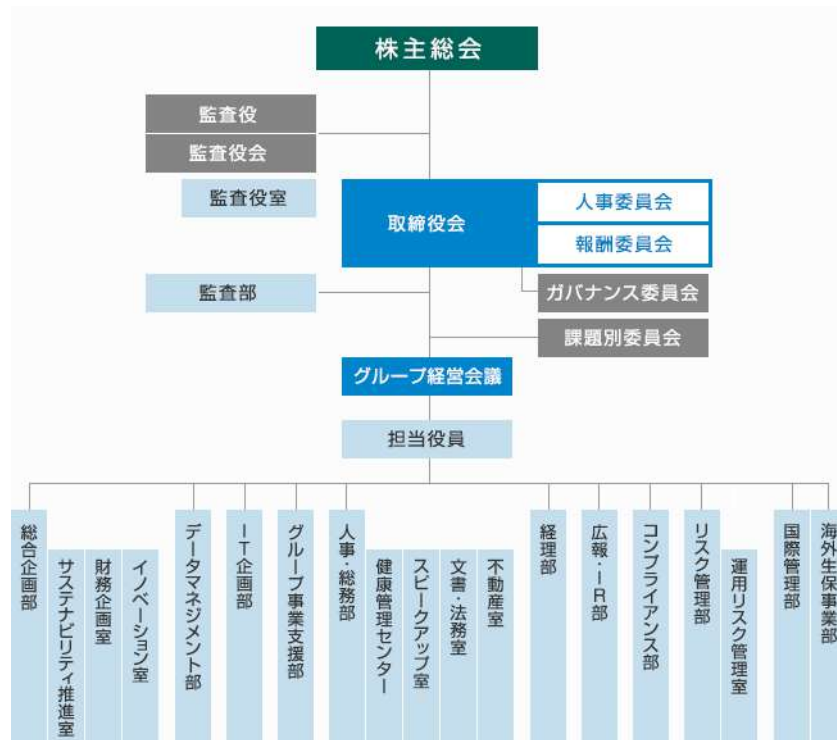 株主総会
監査役
監査役会
監査役室
取締役会
人事委員会
報酬委員会
監査部
ガバナンス委員会
課題別委員会
グループ経営会議
担当役員
総合企画部
サステナビリティ推進室
財務企画室
イノベーション室
データマネジメント部
IT企画部
グループ事業支援部
人事・総務部
健康管理センター
スピークアップ室
文書・法務室
不動産室
経理部
広報・IR部
コンプライアンス部
リスク管理部
運用リスク管理室
国際管理部
海外生保事業部